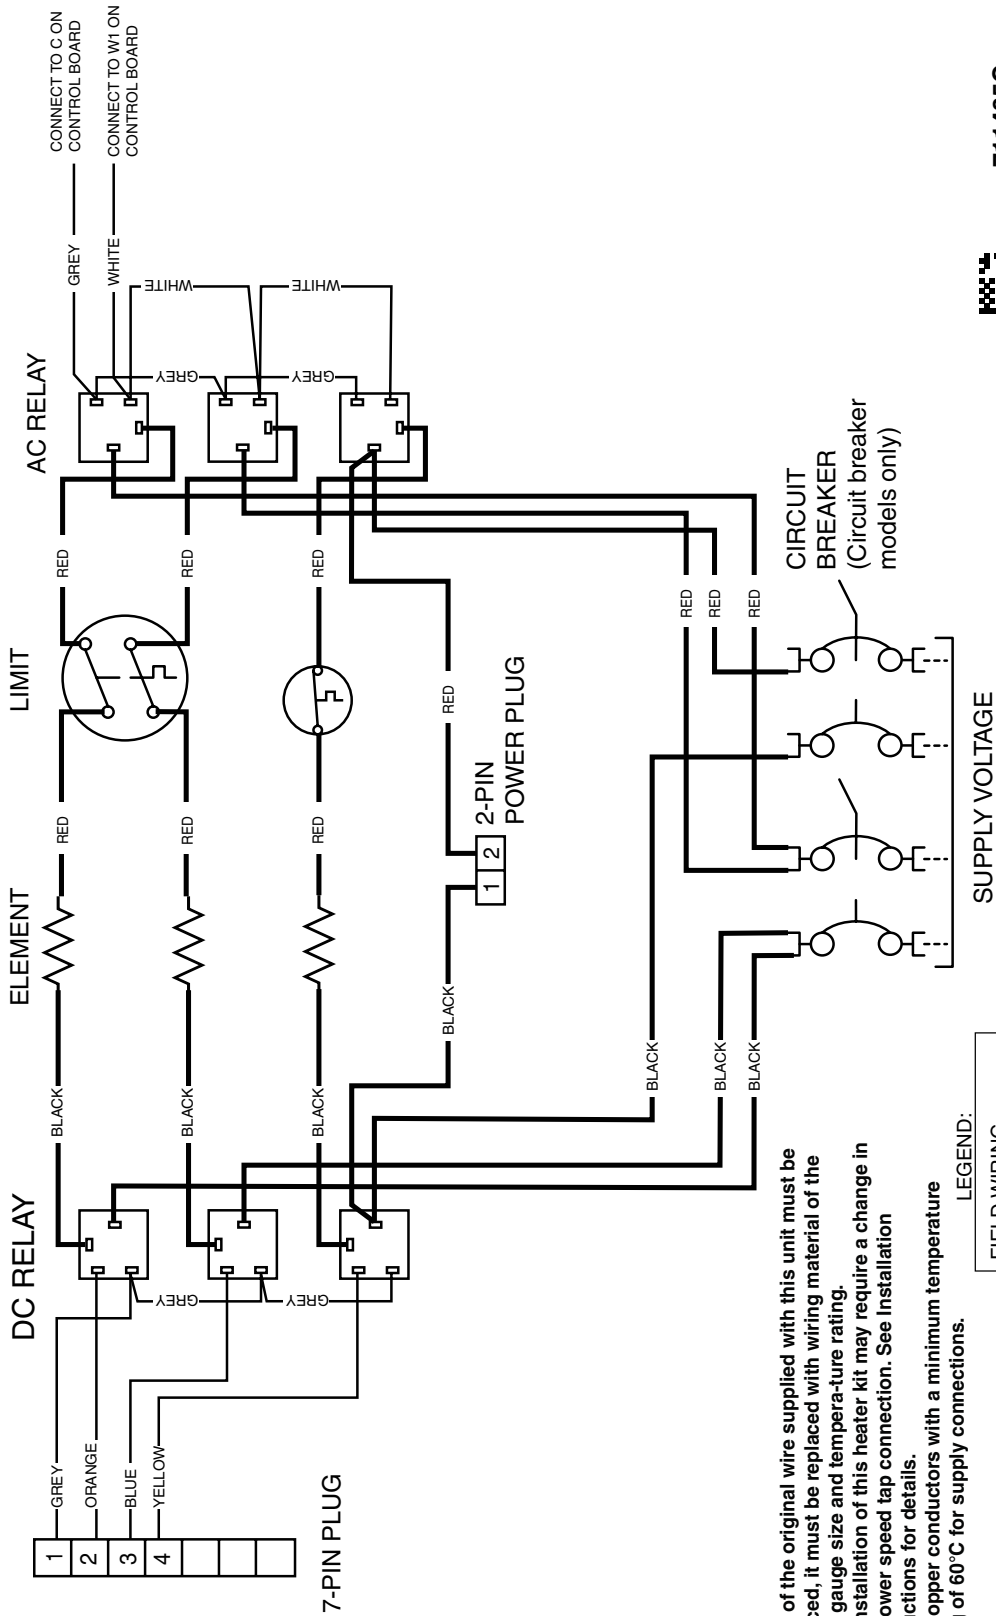 DC RELAY
ELEMENT
LIMIT
AC RELAY
CONNECT TO C ON
CONTROL BOARD
CONNECT TO W1 ON
CONTROL BOARD
1
2
3
4
7-PIN PLUG
GREY
ORANGE
BLUE
YELLOW
GREY
GREY
BLACK
BLACK
BLACK
RED
RED
RED
RED
RED
RED
GREY
WHITE
GREY
GREY
WHITE
WHITE
BLACK
1 2
2-PIN
POWER PLUG
RED
BLACK
BLACK
BLACK
RED
RED
RED
CIRCUIT
BREAKER
(Circuit breaker
models only)
SUPPLY VOLTAGE
of the original wire supplied with this unit must be
ced, it must be replaced with wiring material of the
gauge size and tempera-ture rating.
nstallation of this heater kit may require a change in
ower speed tap connection. See Installation
ctions for details.
opper conductors with a minimum temperature
of 60°C for supply connections.
LEGEND:
FIELD WIRING